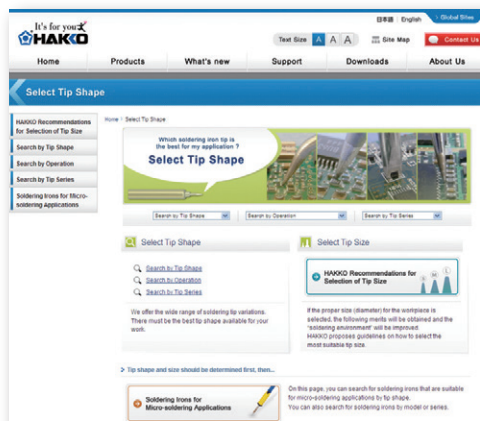 It's for you
HAKKO
日本語 | English
Global Sites
Text Size A A A
Site Map
Contact Us
Home Products What's new Support Downloads About Us
Select Tip Shape
HAKKO Recommendations
for Selection of Tip Size
Search by Tip Shape
Search by Operation
Search by Tip Series
Soldering Irons for Micro-
soldering Applications
Home > Select Tip Shape
Which soldering iron tip is
the best for my application ?
Select Tip Shape
Search by Tip Shape Search by Operation Search by Tip Series
Select Tip Shape
Search by Tip Shape
Search by Operation
Search by Tip Series
We offer the wide range of soldering tip variations.
There must be the best tip shape available for your
work.
Select Tip Size
HAKKO Recommendations for
Selection of Tip Size
S M L
If the proper size (diameter) for the workpiece is
selected, the following merits will be obtained and the
"soldering environment" will be improved.
HAKKO proposes guidelines on how to select the
most suitable tip size.
Tip shape and size should be determined first, then...
Soldering Irons for
Micro-soldering Applications
On this page, you can search for soldering irons that are suitable
for micro-soldering applications by tip shape.
You can also search for soldering irons by model or series.